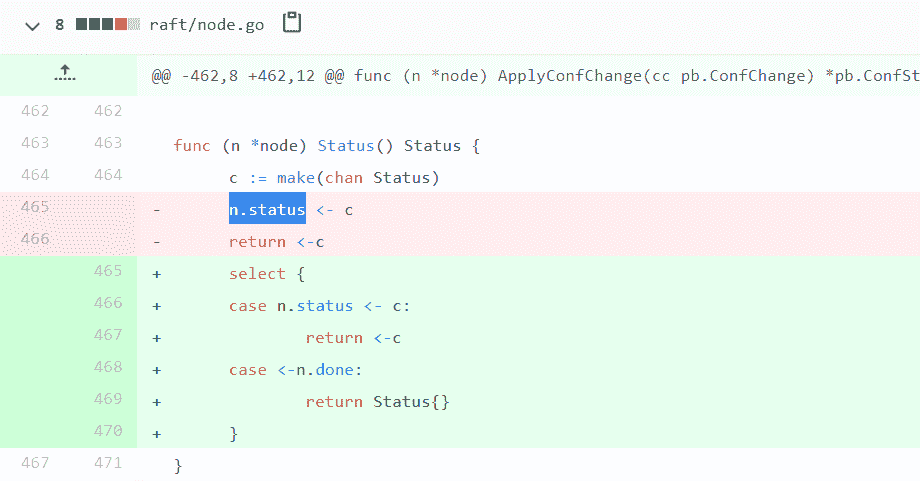 8 raft/node.go
@@ -462,8 +462,12 @@ func (n *node) ApplyConfChange(cc pb.ConfChange) *pb.ConfSt
462 462
463 463 func (n *node) Status() Status {
464 464 c := make(chan Status)
465 - n.status <- c
466 - return <-c
465 + select {
466 + case n.status <- c:
467 + return <-c
468 + case <-n.done:
469 + return Status{}
470 + }
467 471 }